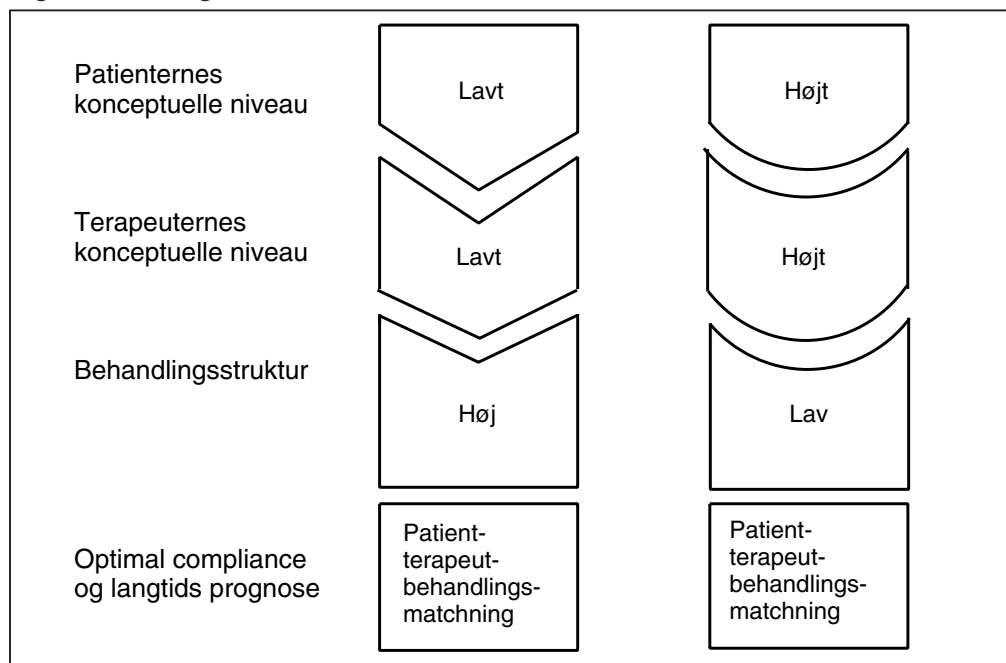 Patienternes
konceptuelle niveau
Lavt
Højt
Terapeuternes
konceptuelle niveau
Lavt
Højt
Behandlingsstruktur
Høj
Lav
Optimal compliance
og langtids prognose
Patient-
terapeut-
behandlings-
matchning
Patient-
terapeut-
behandlings-
matchning